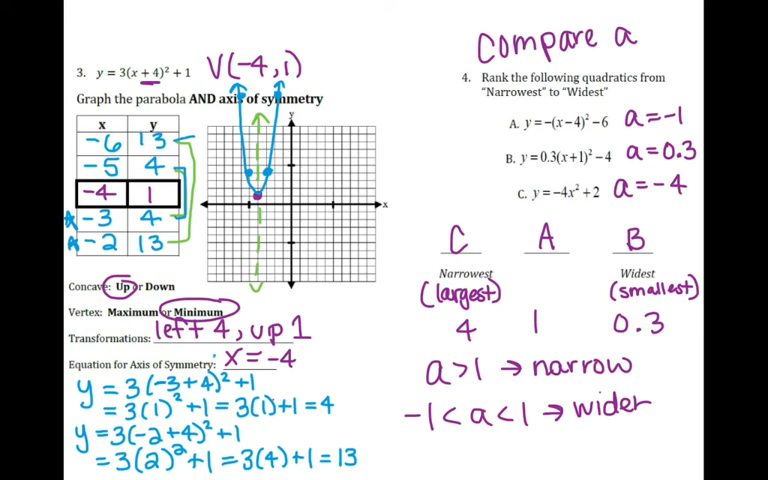 3. y = 3(x + 4)² + 1 V(-4, 1)
Graph the parabola AND axis of symmetry
x y
-6 13
-5 4
-4 1
-3 4
-2 13
y
x
Concave: Up or Down
Vertex: Maximum or Minimum
Transformations: left 4, up 1
Equation for Axis of Symmetry: x = -4
y = 3(-3+4)² + 1
= 3(1)² + 1 = 3(1)+1 = 4
y = 3(-2+4)² + 1
= 3(2)² + 1 = 3(4)+1 = 13
Compare a
4. Rank the following quadratics from
"Narrowest" to "Widest"
A. y = -(x - 4)² - 6 a = -1
B. y = 0.3(x + 1)² - 4 a = 0.3
C. y = -4x² + 2 a = -4
C A B
Narrowest Widest
(largest) (smallest)
4 1 0.3
a > 1 → narrow
-1 < a < 1 → wider